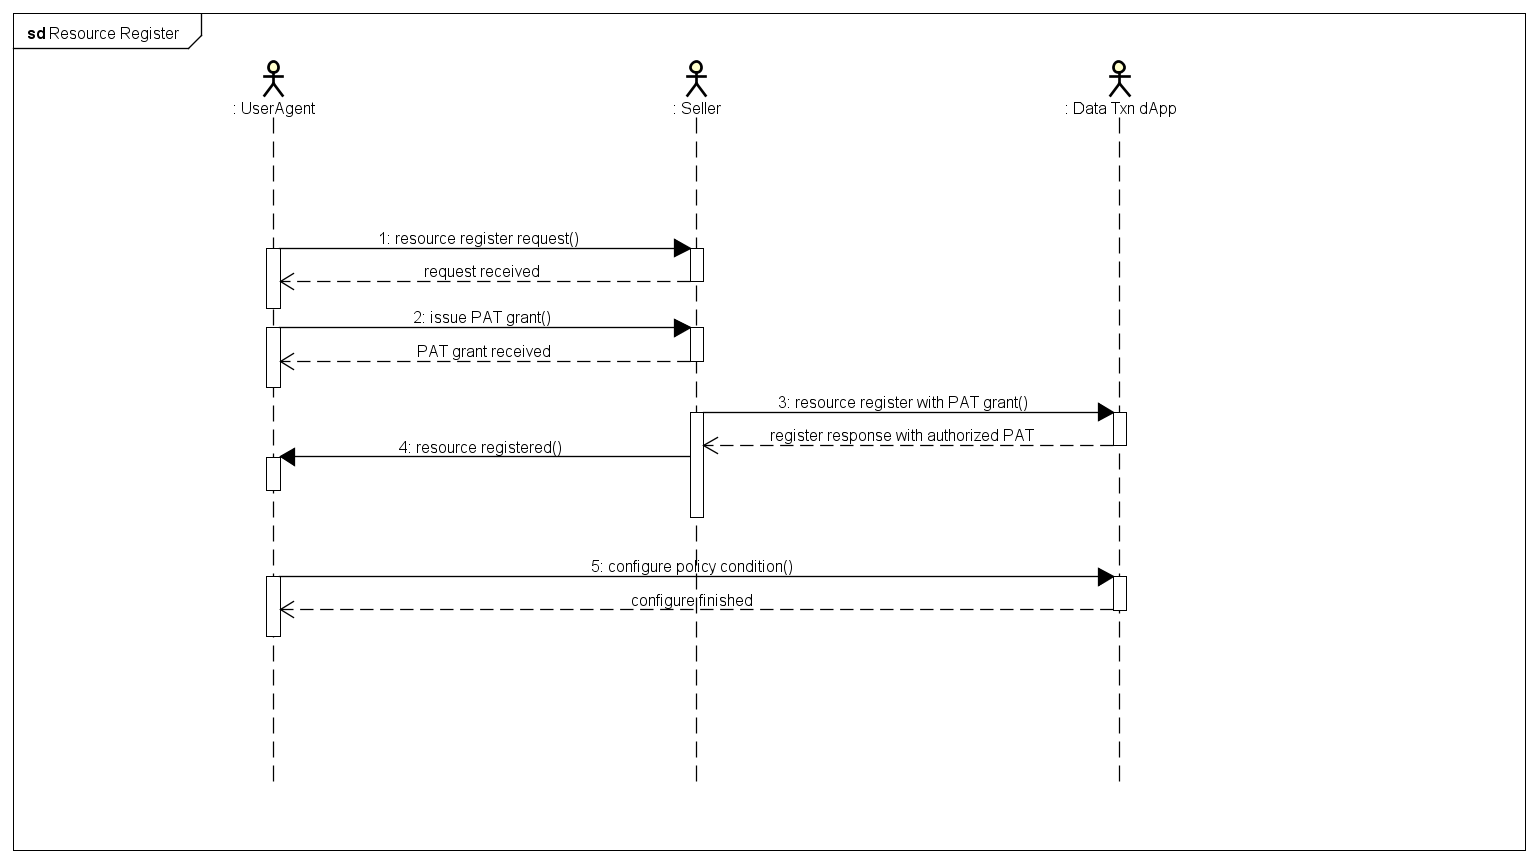 sd Resource Register
: UserAgent
: Seller
: Data Txn dApp
1: resource register request()
request received
2: issue PAT grant()
PAT grant received
3: resource register with PAT grant()
register response with authorized PAT
4: resource registered()
5: configure policy condition()
configure finished